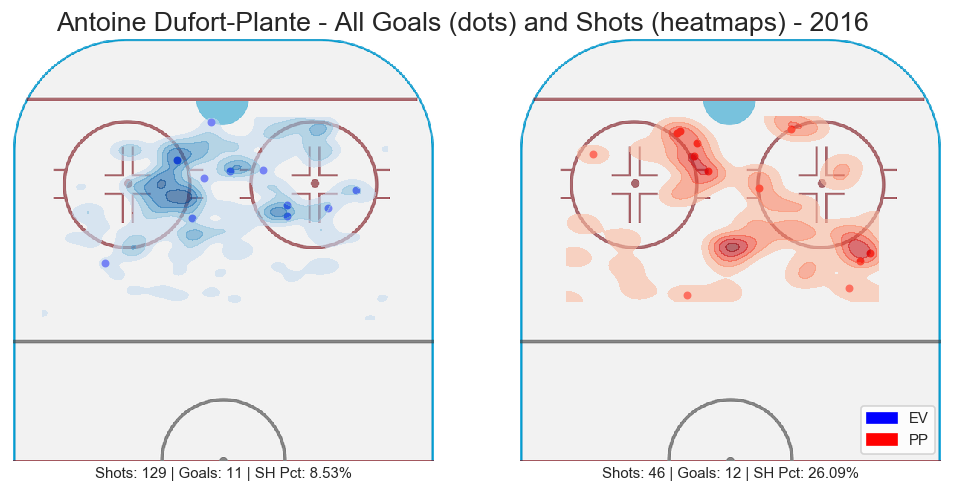 Antoine Dufort-Plante - All Goals (dots) and Shots (heatmaps) - 2016
EV
PP
Shots: 129 | Goals: 11 | SH Pct: 8.53%
Shots: 46 | Goals: 12 | SH Pct: 26.09%